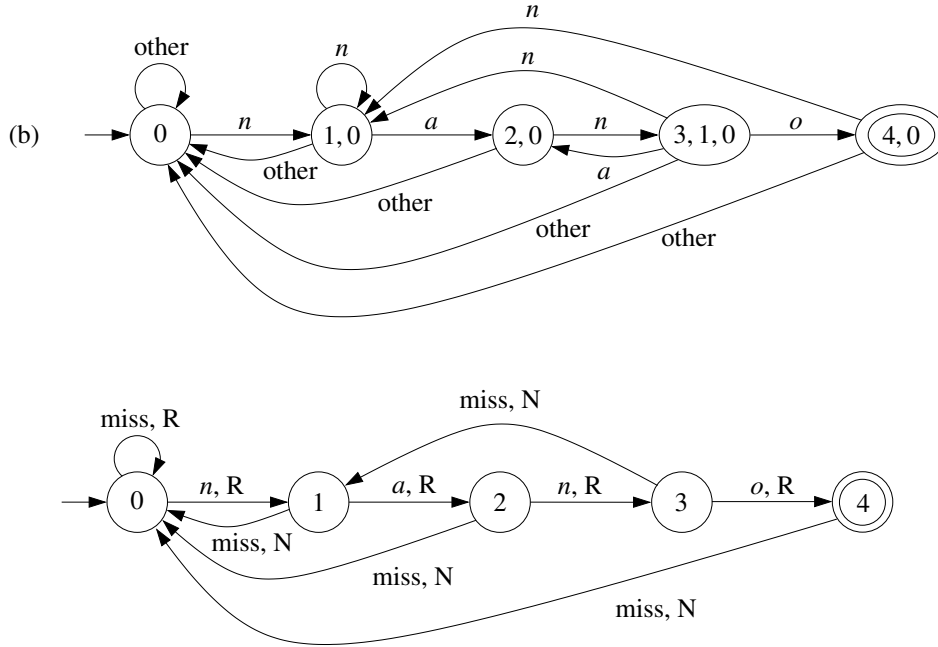 n
other
n
n
(b)
0
n
1, 0
a
2, 0
n
3, 1, 0
o
4, 0
other
a
other
other
other
miss, N
miss, R
0
n, R
1
a, R
2
n, R
3
o, R
4
miss, N
miss, N
miss, N